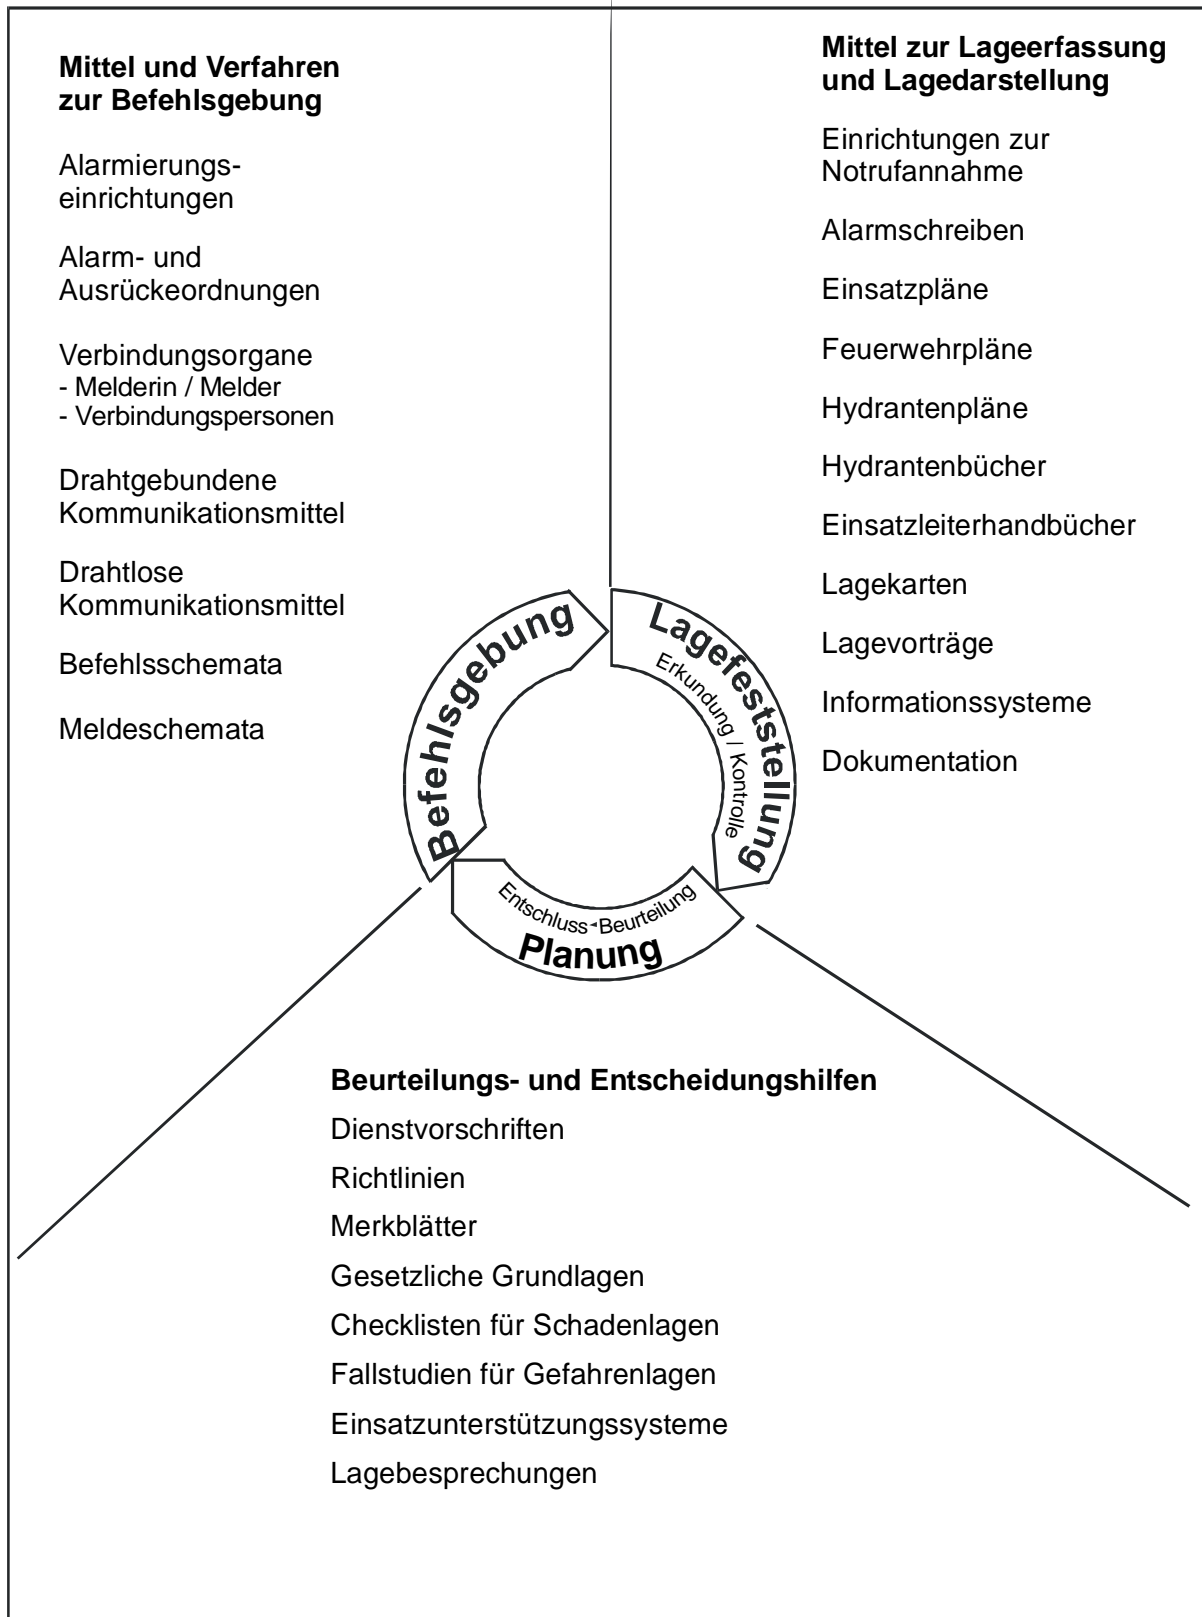 Mittel und Verfahren
zur Befehlsgebung
Alarmierungs-
einrichtungen
Alarm- und
Ausrückeordnungen
Verbindungsorgane
- Melderin / Melder
- Verbindungspersonen
Drahtgebundene
Kommunikationsmittel
Drahtlose
Kommunikationsmittel
Befehlsschemata
Meldeschemata
Mittel zur Lageerfassung
und Lagedarstellung
Einrichtungen zur
Notrufannahme
Alarmschreiben
Einsatzpläne
Feuerwehrpläne
Hydrantenpläne
Hydrantenbücher
Einsatzleiterhandbücher
Lagekarten
Lagevorträge
Informationssysteme
Dokumentation
Befehlsgebung
Lagefeststellung
Erkundung / Kontrolle
Entschluss Beurteilung
Planung
Beurteilungs- und Entscheidungshilfen
Dienstvorschriften
Richtlinien
Merkblätter
Gesetzliche Grundlagen
Checklisten für Schadenlagen
Fallstudien für Gefahrenlagen
Einsatzunterstützungssysteme
Lagebesprechungen